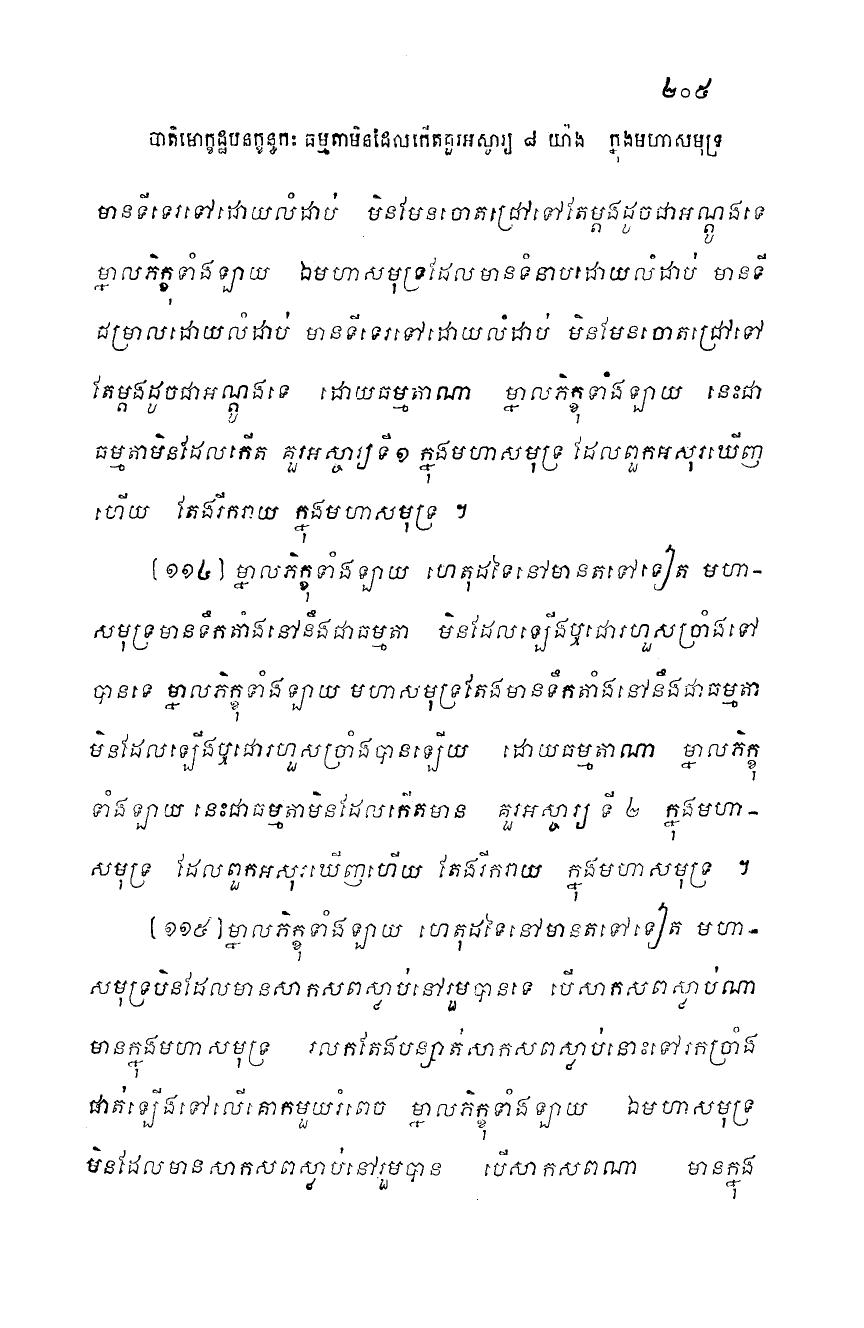 ២០៥
បាតិមោក្ខដ្ឋបនក្ខន្ធកៈ ធម្មតាមិនដែលកើតគួរអស្ចារ្យ ៨ យ៉ាង ក្នុងមហាសមុទ្រ
មានទីទេរទៅដោយលំដាប់ មិនមែនចោតជ្រៅទៅតែម្តងដូចជាអណ្តូងទេ
ម្នាលភិក្ខុទាំងឡាយ ឯមហាសមុទ្រដែលមានទំនាបដោយលំដាប់ មានទី
ជម្រាលដោយលំដាប់ មានទីទេរទៅដោយលំដាប់ មិនមែនចោតជ្រៅទៅ
តែម្តងដូចជាអណ្តូងទេ ដោយធម្មតាណា ម្នាលភិក្ខុទាំងឡាយ នេះជា
ធម្មតាមិនដែលកើត គួរអស្ចារ្យទី១ ក្នុងមហាសមុទ្រ ដែលពួកអសុរឃើញ
ហើយ តែងរីករាយ ក្នុងមហាសមុទ្រ ។
[១១៤] ម្នាលភិក្ខុទាំងឡាយ ហេតុដទៃនៅមានតទៅទៀត មហា-
សមុទ្រមានទឹកតាំងនៅនឹងជាធម្មតា មិនដែលឡើងឬជោរហួសច្រាំងទៅ
បានទេ ម្នាលភិក្ខុទាំងឡាយ មហាសមុទ្រតែងមានទឹកតាំងនៅនឹងជាធម្មតា
មិនដែលឡើងឬជោរហួសច្រាំងបានឡើយ ដោយធម្មតាណា ម្នាលភិក្ខុ
ទាំងឡាយ នេះជាធម្មតាមិនដែលកើតមាន គួរអស្ចារ្យ ទី ២ ក្នុងមហា-
សមុទ្រ ដែលពួកអសុរឃើញហើយ តែងរីករាយ ក្នុងមហាសមុទ្រ ។
[១១៥] ម្នាលភិក្ខុទាំងឡាយ ហេតុដទៃនៅមានតទៅទៀត មហា-
សមុទ្រមិនដែលមានសាកសពស្អប់នៅរួមបានទេ បើសាកសពស្អប់ណា
មានក្នុងមហាសមុទ្រ រលកតែងបន្សាត់សាកសពស្អប់នោះទៅរកច្រាំង
ផាត់ឡើងទៅលើគោកមួយរំពេច ម្នាលភិក្ខុទាំងឡាយ ឯមហាសមុទ្រ
មិនដែលមានសាកសពស្អប់នៅរួមបាន បើសាកសពណា មានក្នុង